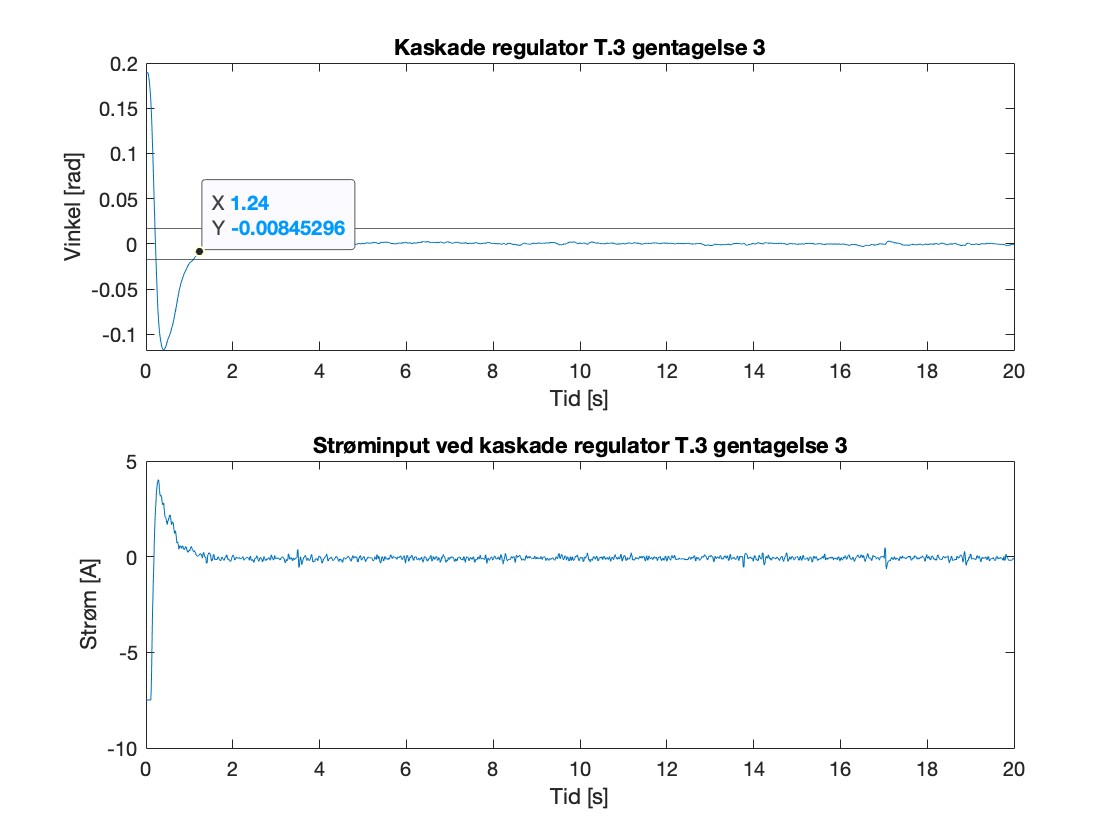 Kaskade regulator T.3 gentagelse 3
0.2
0.15
0.1
0.05
0
-0.05
-0.1
Vinkel [rad]
X 1.24
Y -0.00845296
0 2 4 6 8 10 12 14 16 18 20
Tid [s]
Strøminput ved kaskade regulator T.3 gentagelse 3
5
0
-5
-10
Strøm [A]
0 2 4 6 8 10 12 14 16 18 20
Tid [s]